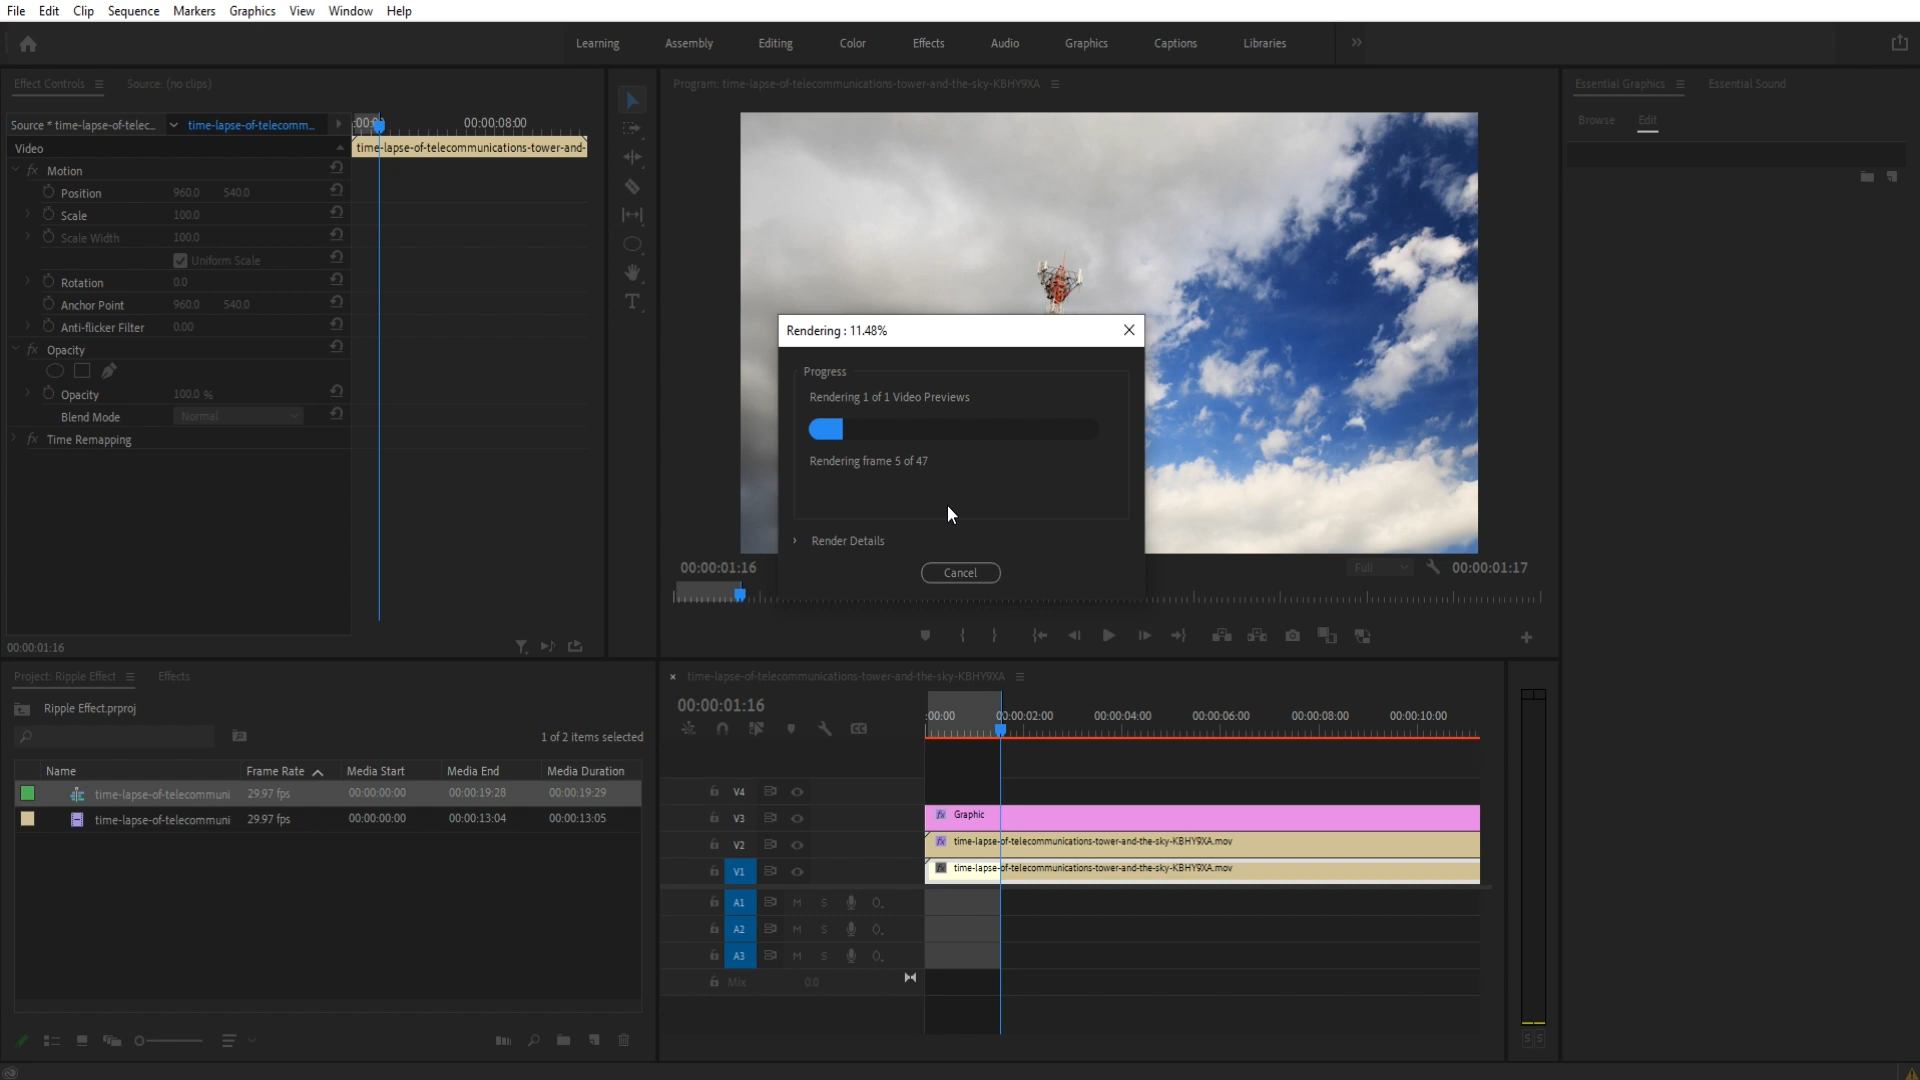 File Edit Clip Sequence Markers Graphics View Window Help
Learning Assembly Editing Color Effects Audio Graphics Captions Libraries
Effect Controls Source: (no clips)
Program: time-lapse-of-telecommunications-tower-and-the-sky-KBHY9XA
Essential Graphics Essential Sound
Browse Edit
Source * time-lapse-of-telec... time-lapse-of-telecomm...
:00:0 00:00:08:00
Video
time-lapse-of-telecommunications-tower-and-
fx Motion
Position 960.0 540.0
Scale 100.0
Scale Width 100.0
Uniform Scale
Rotation 0.0
Anchor Point 960.0 540.0
Anti-flicker Filter 0.00
fx Opacity
Opacity 100.0 %
Blend Mode Normal
fx Time Remapping
00:00:01:16
Rendering : 11.48%
Progress
Rendering 1 of 1 Video Previews
Rendering frame 5 of 47
Render Details
Cancel
00:00:01:16 Full 00:00:01:17
Project: Ripple Effect Effects
Ripple Effect.prproj
1 of 2 items selected
Name Frame Rate Media Start Media End Media Duration
time-lapse-of-telecommuni 29.97 fps 00:00:00:00 00:00:19:28 00:00:19:29
time-lapse-of-telecommuni 29.97 fps 00:00:00:00 00:00:13:04 00:00:13:05
time-lapse-of-telecommunications-tower-and-the-sky-KBHY9XA
00:00:01:16
:00:00 00:00:02:00 00:00:04:00 00:00:06:00 00:00:08:00 00:00:10:00
V4
V3 fx Graphic
V2 fx time-lapse-of-telecommunications-tower-and-the-sky-KBHY9XA.mov
V1 fx time-lapse-of-telecommunications-tower-and-the-sky-KBHY9XA.mov
A1 M S
A2 M S
A3 M S
Mix 0.0
S S